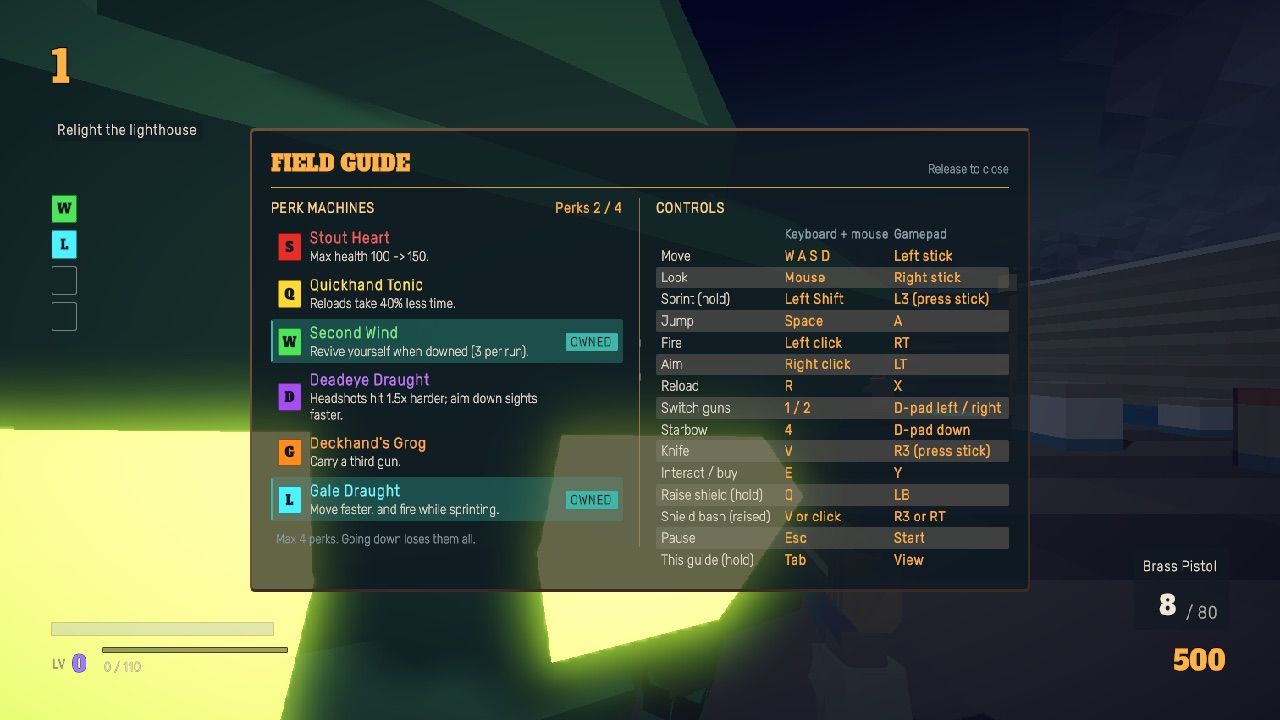 1
Relight the lighthouse
W
L
FIELD GUIDE
Release to close
PERK MACHINES
Perks 2 / 4
S
Stout Heart
Max health 100 -> 150.
Q
Quickhand Tonic
Reloads take 40% less time.
W
Second Wind
Revive yourself when downed (3 per run).
OWNED
D
Deadeye Draught
Headshots hit 1.5x harder; aim down sights
faster.
G
Deckhand's Grog
Carry a third gun.
L
Gale Draught
Move faster, and fire while sprinting.
OWNED
Max 4 perks. Going down loses them all.
CONTROLS
Keyboard + mouse Gamepad
Move W A S D Left stick
Look Mouse Right stick
Sprint (hold) Left Shift L3 (press stick)
Jump Space A
Fire Left click RT
Aim Right click LT
Reload R X
Switch guns 1 / 2 D-pad left / right
Starbow 4 D-pad down
Knife V R3 (press stick)
Interact / buy E Y
Raise shield (hold) Q LB
Shield bash (raised) V or click R3 or RT
Pause Esc Start
This guide (hold) Tab View
LV
0 / 110
Brass Pistol
8 / 80
500